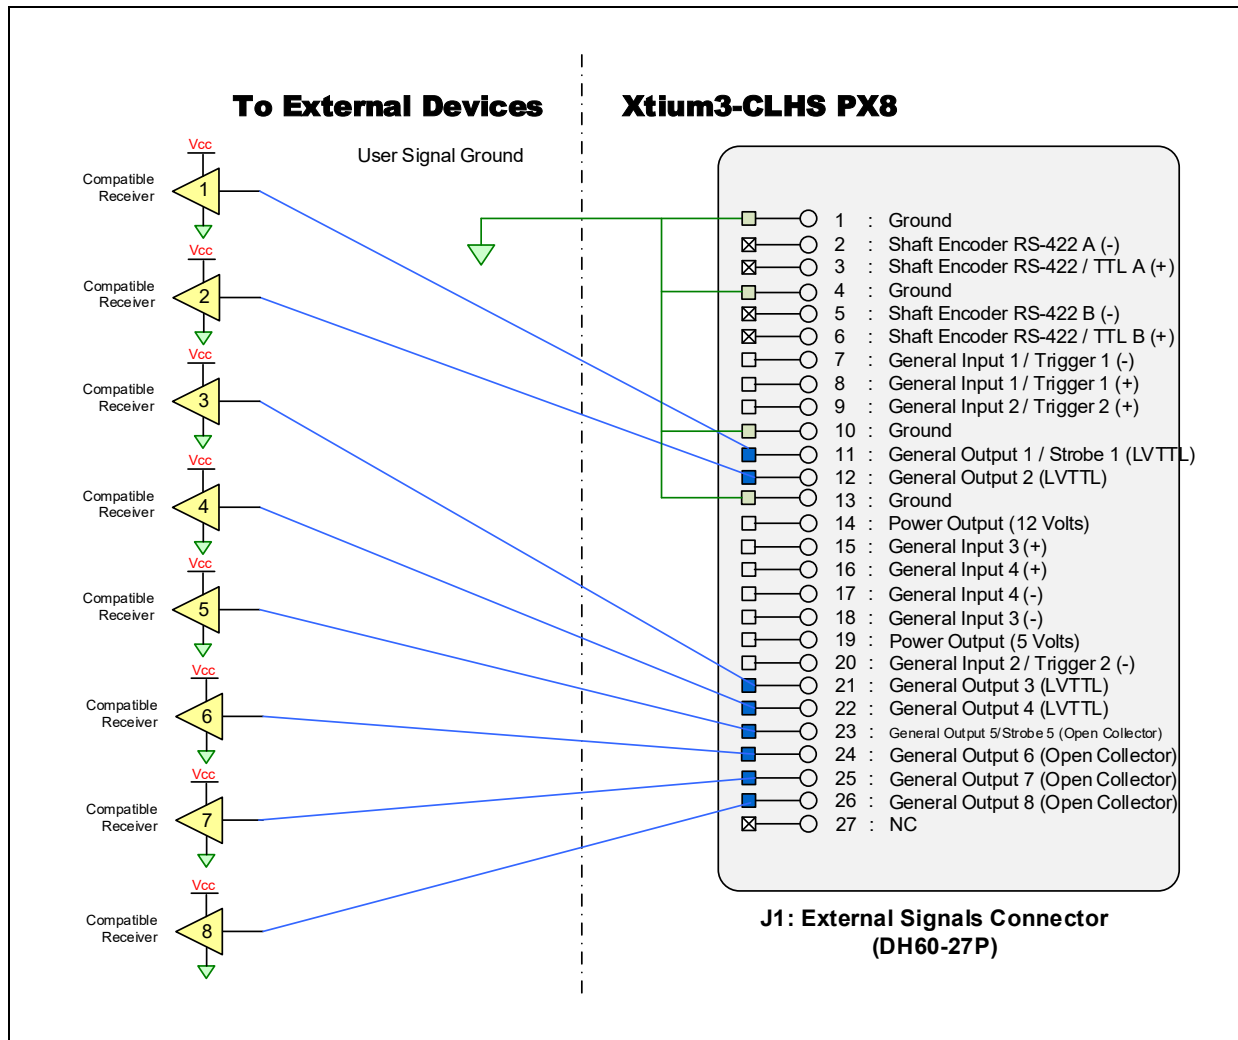 To External Devices
Xtium3-CLHS PX8
User Signal Ground
Vcc
Compatible
Receiver
1
Vcc
Compatible
Receiver
2
Vcc
Compatible
Receiver
3
Vcc
Compatible
Receiver
4
Vcc
Compatible
Receiver
5
Vcc
Compatible
Receiver
6
Vcc
Compatible
Receiver
7
Vcc
Compatible
Receiver
8
1 : Ground
2 : Shaft Encoder RS-422 A (-)
3 : Shaft Encoder RS-422 / TTL A (+)
4 : Ground
5 : Shaft Encoder RS-422 B (-)
6 : Shaft Encoder RS-422 / TTL B (+)
7 : General Input 1 / Trigger 1 (-)
8 : General Input 1 / Trigger 1 (+)
9 : General Input 2 / Trigger 2 (+)
10 : Ground
11 : General Output 1 / Strobe 1 (LVTTL)
12 : General Output 2 (LVTTL)
13 : Ground
14 : Power Output (12 Volts)
15 : General Input 3 (+)
16 : General Input 4 (+)
17 : General Input 4 (-)
18 : General Input 3 (-)
19 : Power Output (5 Volts)
20 : General Input 2 / Trigger 2 (-)
21 : General Output 3 (LVTTL)
22 : General Output 4 (LVTTL)
23 : General Output 5/Strobe 5 (Open Collector)
24 : General Output 6 (Open Collector)
25 : General Output 7 (Open Collector)
26 : General Output 8 (Open Collector)
27 : NC
J1: External Signals Connector
(DH60-27P)